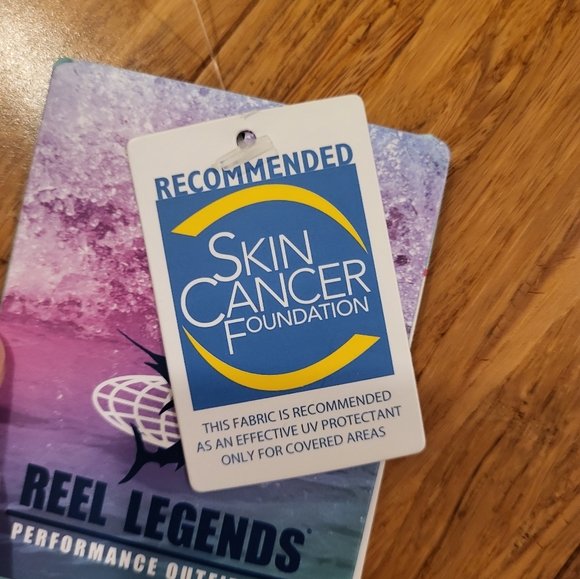 RECOMMENDED
SKIN
CANCER
FOUNDATION
THIS FABRIC IS RECOMMENDED
AS AN EFFECTIVE UV PROTECTANT
ONLY FOR COVERED AREAS
REEL LEGENDS®
PERFORMANCE